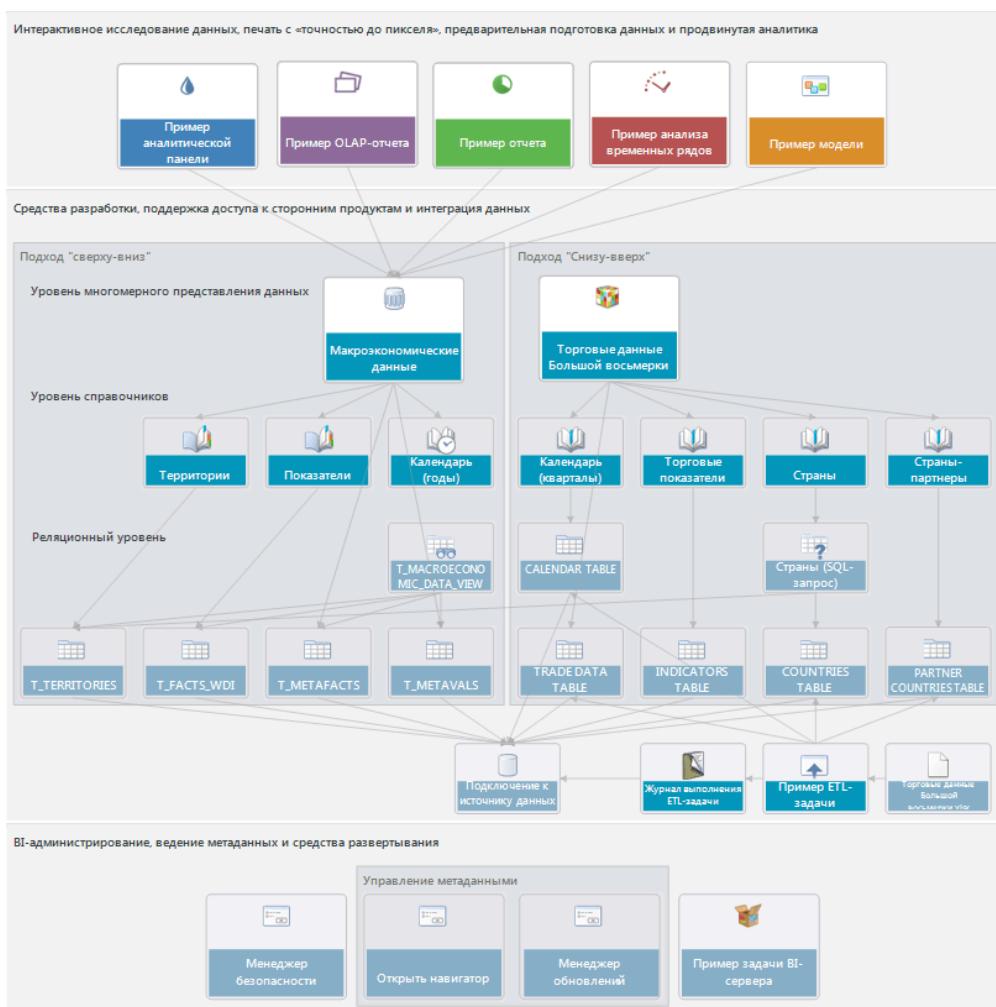 Интерактивное исследование данных, печать с «точностью до пикселя», предварительная подготовка данных и продвинутая аналитика
Пример
аналитической
панели
Пример OLAP-отчета
Пример отчета
Пример анализа
временных рядов
Пример модели
Средства разработки, поддержка доступа к сторонним продуктам и интеграция данных
Подход "сверху-вниз"
Уровень многомерного представления данных
Макроэкономические
данные
Уровень справочников
Территории
Показатели
Календарь
(годы)
Реляционный уровень
T_MACROECONO
MIC_DATA_VIEW
T_TERRITORIES
T_FACTS_WDI
T_METAFACTS
T_METAVALS
Подход "Снизу-вверх"
Торговые данные
Большой восьмерки
Календарь
(кварталы)
Торговые
показатели
Страны
Страны-
партнеры
CALENDAR TABLE
Страны (SQL-
запрос)
TRADE DATA
TABLE
INDICATORS
TABLE
COUNTRIES
TABLE
PARTNER
COUNTRIES TABLE
Подключение к
источнику данных
Журнал выполнения
ETL-задачи
Пример ETL-
задачи
Торговые данные
Большой
восьмерки.xlsx
BI-администрирование, ведение метаданных и средства развертывания
Менеджер
безопасности
Управление метаданными
Открыть навигатор
Менеджер
обновлений
Пример задачи BI-
сервера